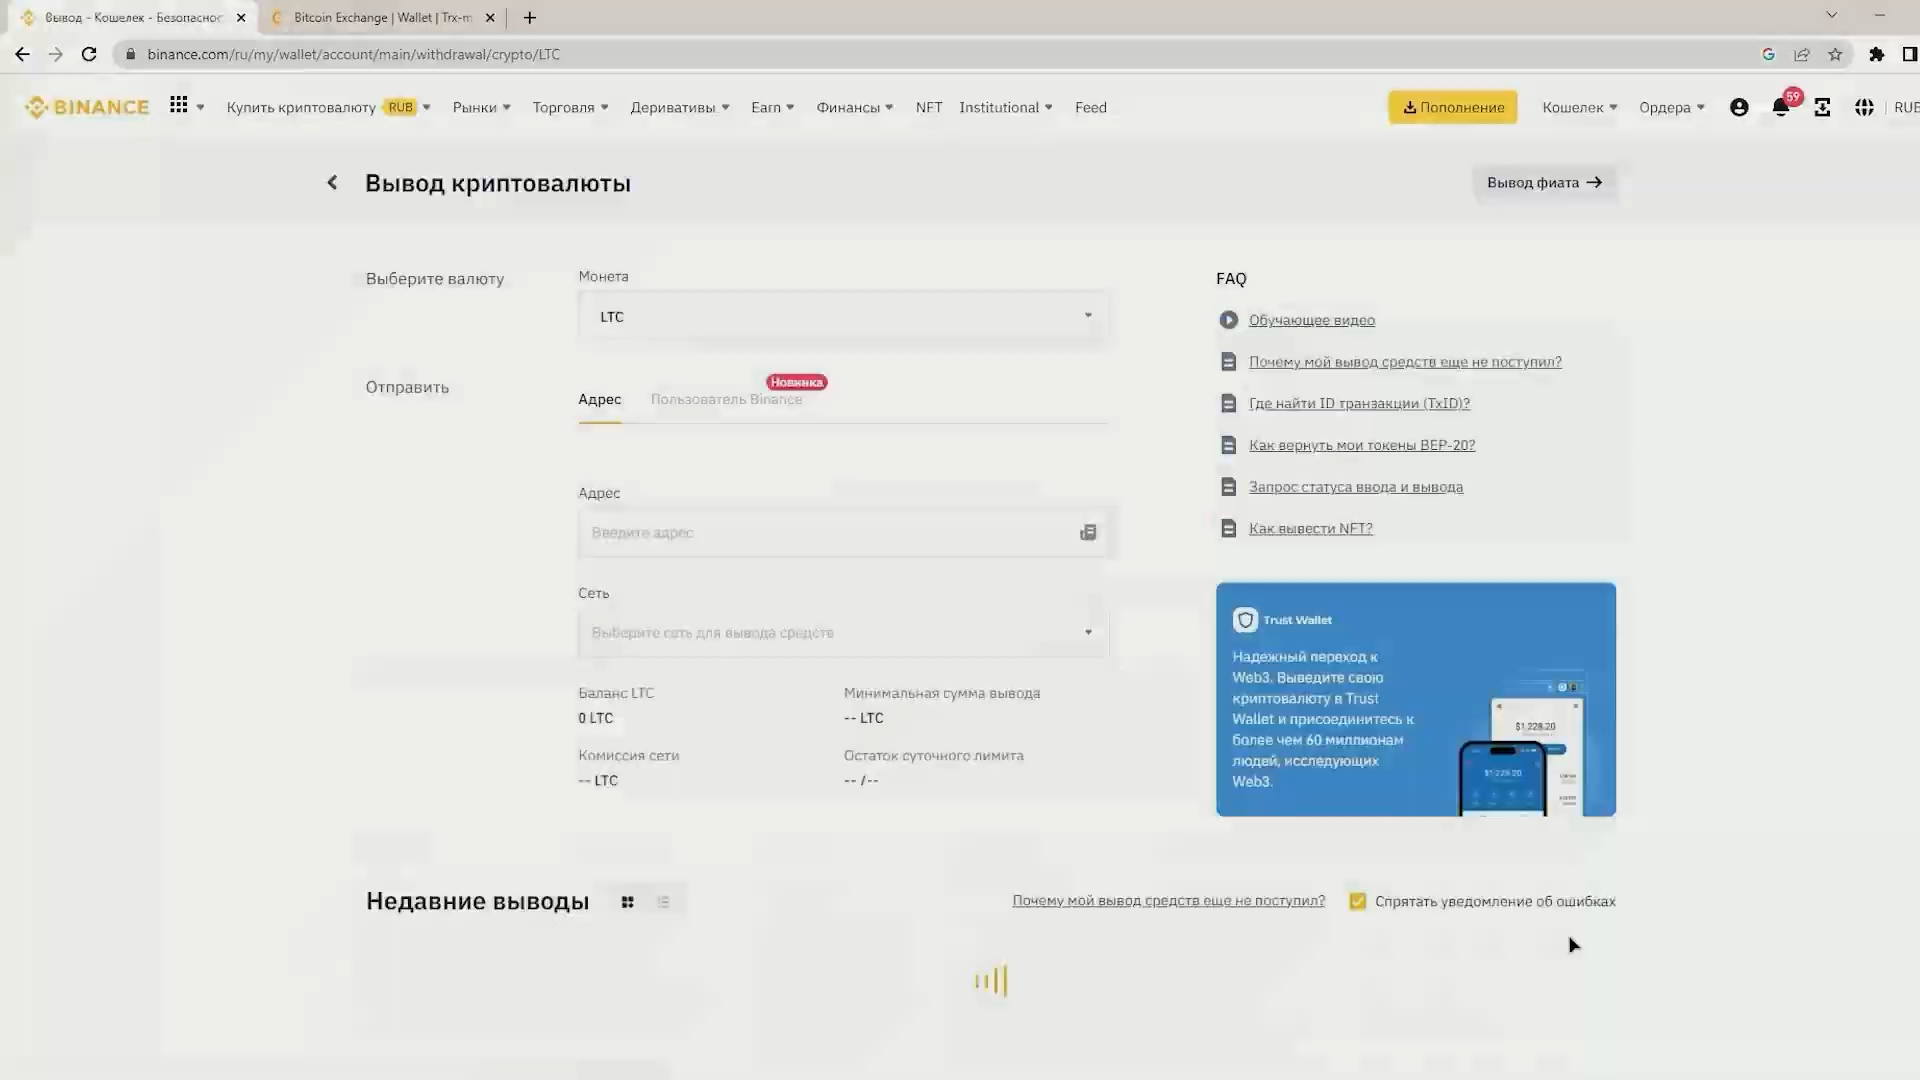 Вывод - Кошелек - Безопаснос
Bitcoin Exchange | Wallet | Trx-m
binance.com/ru/my/wallet/account/main/withdrawal/crypto/LTC
BINANCE
Купить криптовалюту RUB
Рынки
Торговля
Деривативы
Earn
Финансы
NFT
Institutional
Feed
Пополнение
Кошелек
Ордера
59
RUB
Вывод криптовалюты
Вывод фиата →
Выберите валюту
Монета
LTC
Отправить
Адрес
Пользователь Binance
Новинка
Адрес
Введите адрес
Сеть
Выберите сеть для вывода средств
Баланс LTC
0 LTC
Минимальная сумма вывода
-- LTC
Комиссия сети
-- LTC
Остаток суточного лимита
-- /--
FAQ
Обучающее видео
Почему мой вывод средств еще не поступил?
Где найти ID транзакции (TxID)?
Как вернуть мои токены BEP-20?
Запрос статуса ввода и вывода
Как вывести NFT?
Trust Wallet
Надежный переход к
Web3. Выведите свою
криптовалюту в Trust
Wallet и присоединитесь к
более чем 60 миллионам
людей, исследующих
Web3.
$1 228.20
$1 228.20
Недавние выводы
Почему мой вывод средств еще не поступил?
Спрятать уведомление об ошибках